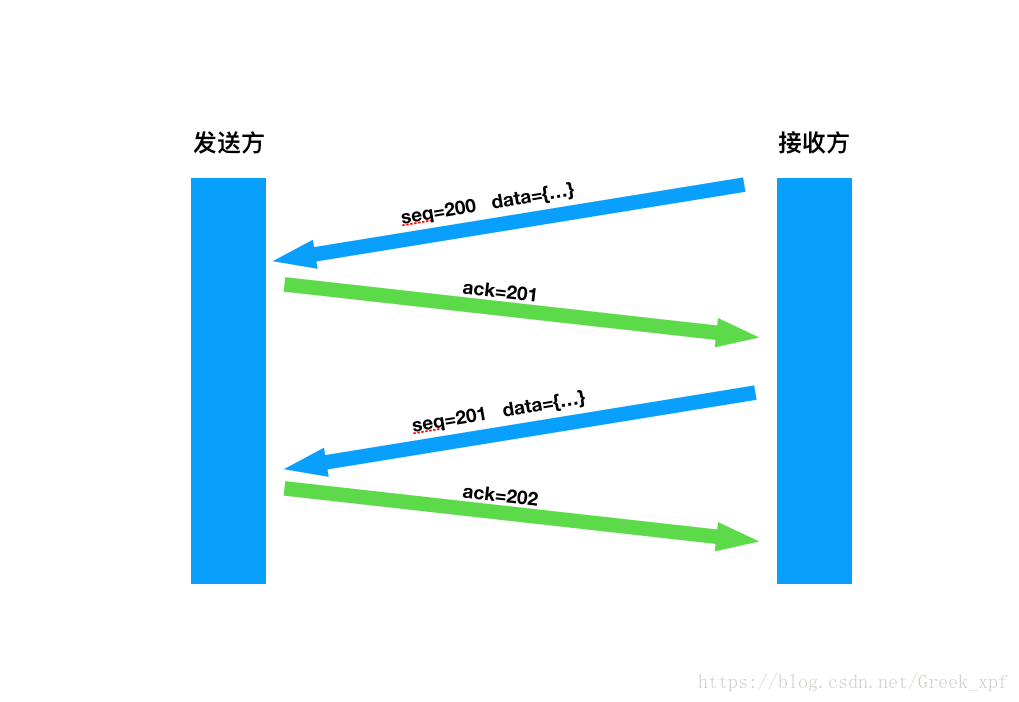 发送方 接收方
seq=200 data={...}
ack=201
seq=201 data={...}
ack=202
https://blog.csdn.net/Greek_xpf